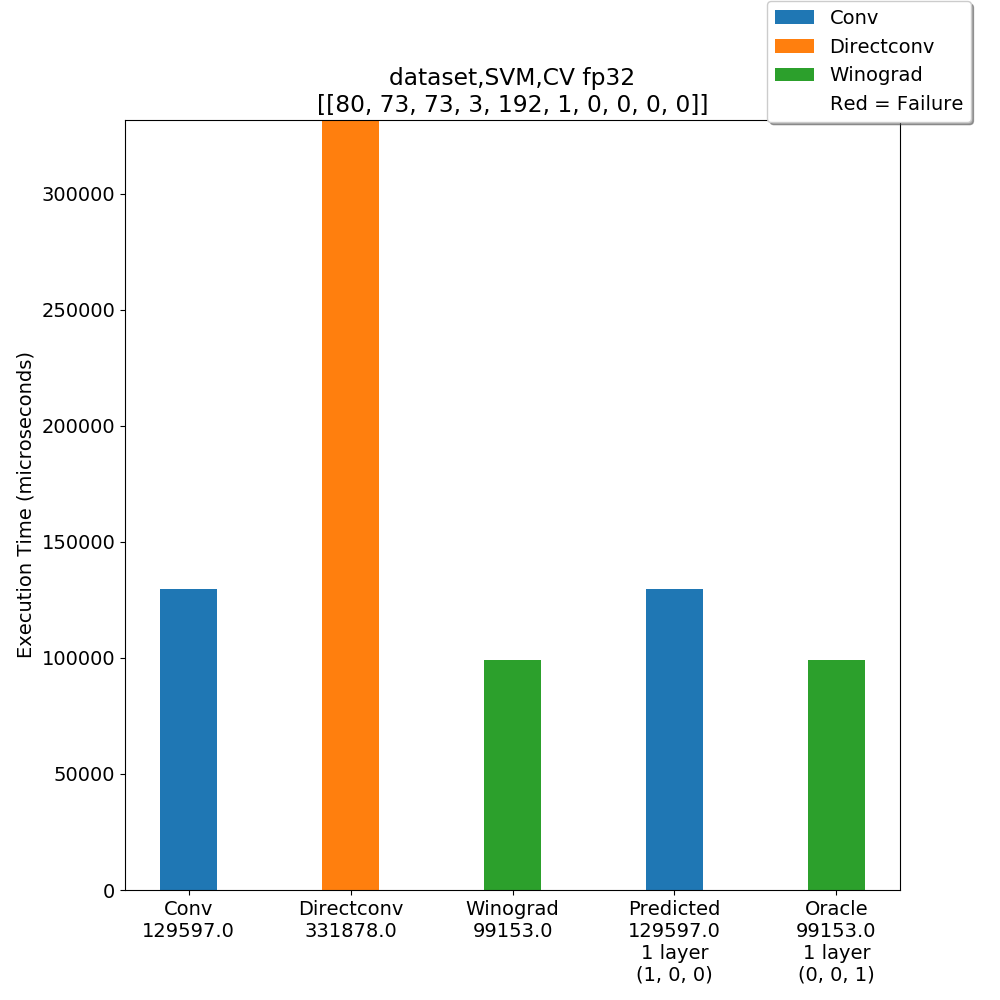 Conv
Directconv
Winograd
Red = Failure
dataset,SVM,CV fp32
[[80, 73, 73, 3, 192, 1, 0, 0, 0, 0]]
Execution Time (microseconds)
300000
250000
200000
150000
100000
50000
0
Conv
129597.0
Directconv
331878.0
Winograd
99153.0
Predicted
129597.0
1 layer
(1, 0, 0)
Oracle
99153.0
1 layer
(0, 0, 1)